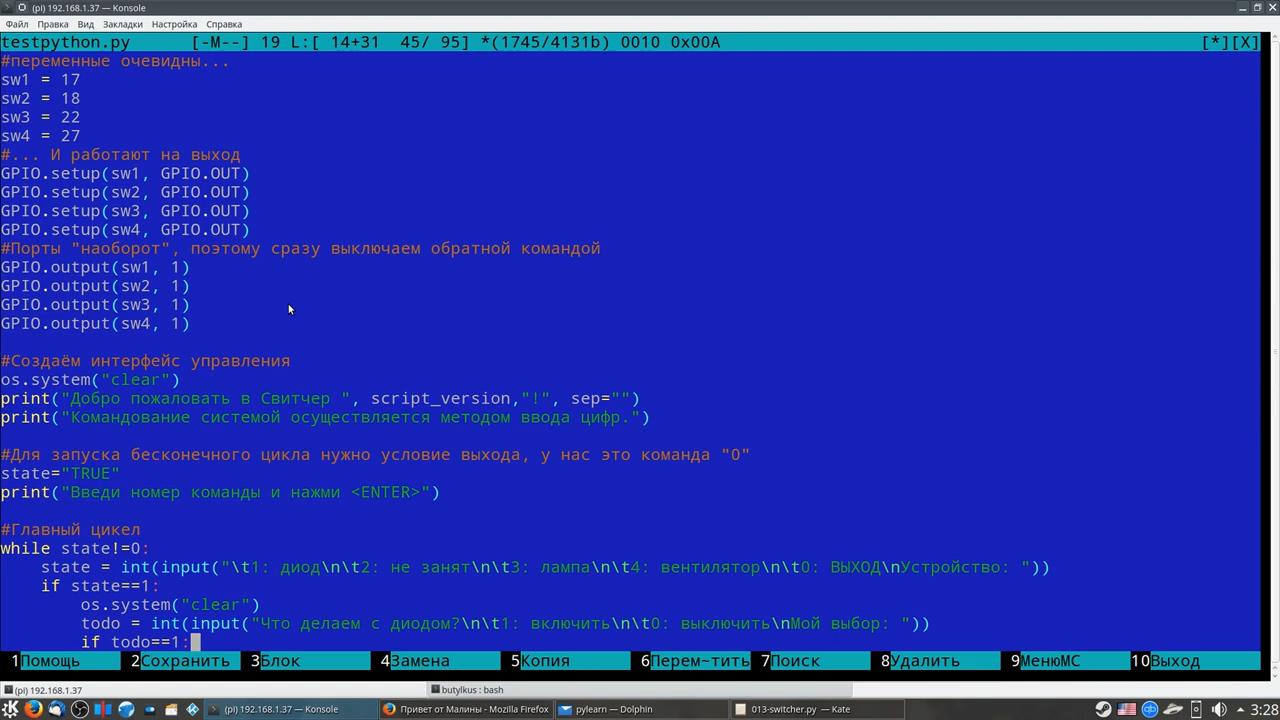 (pi) 192.168.1.37 — Konsole
Файл Правка Вид Закладки Настройка Справка
testpython.py [-M--] 19 L:[ 14+31 45/ 95] *(1745/4131b) 0010 0x00A [*][X]
#переменные очевидны...
sw1 = 17
sw2 = 18
sw3 = 22
sw4 = 27
#... И работают на выход
GPIO.setup(sw1, GPIO.OUT)
GPIO.setup(sw2, GPIO.OUT)
GPIO.setup(sw3, GPIO.OUT)
GPIO.setup(sw4, GPIO.OUT)
#Порты "наоборот", поэтому сразу выключаем обратной командой
GPIO.output(sw1, 1)
GPIO.output(sw2, 1)
GPIO.output(sw3, 1)
GPIO.output(sw4, 1)
#Создаём интерфейс управления
os.system("clear")
print("Добро пожаловать в Свитчер ", script_version,"!", sep="")
print("Командование системой осуществляется методом ввода цифр.")
#Для запуска бесконечного цикла нужно условие выхода, у нас это команда "0"
state="TRUE"
print("Введи номер команды и нажми <ENTER>")
#Главный цикел
while state!=0:
    state = int(input("\t1: диод\n\t2: не занят\n\t3: лампа\n\t4: вентилятор\n\t0: ВЫХОД\nУстройство: "))
    if state==1:
        os.system("clear")
        todo = int(input("Что делаем с диодом?\n\t1: включить\n\t0: выключить\nМой выбор: "))
        if todo==1:
1Помощь 2Сохранить 3Блок 4Замена 5Копия 6Перем~тить 7Поиск 8Удалить 9МенюМС 10Выход
(pi) 192.168.1.37 butylkus : bash
(pi) 192.168.1.37 — Konsole Привет от Малины - Mozilla Firefox pylearn — Dolphin 013-switcher.py — Kate 3:28